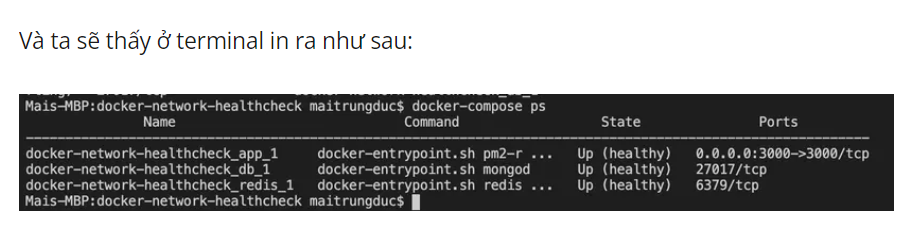 Và ta sẽ thấy ở terminal in ra như sau:
Mais-MBP:docker-network-healthcheck maitrungduc$ docker-compose ps
Name Command State Ports
docker-network-healthcheck_app_1 docker-entrypoint.sh pm2-r ... Up (healthy) 0.0.0.0:3000->3000/tcp
docker-network-healthcheck_db_1 docker-entrypoint.sh mongod Up (healthy) 27017/tcp
docker-network-healthcheck_redis_1 docker-entrypoint.sh redis ... Up (healthy) 6379/tcp
Mais-MBP:docker-network-healthcheck maitrungduc$